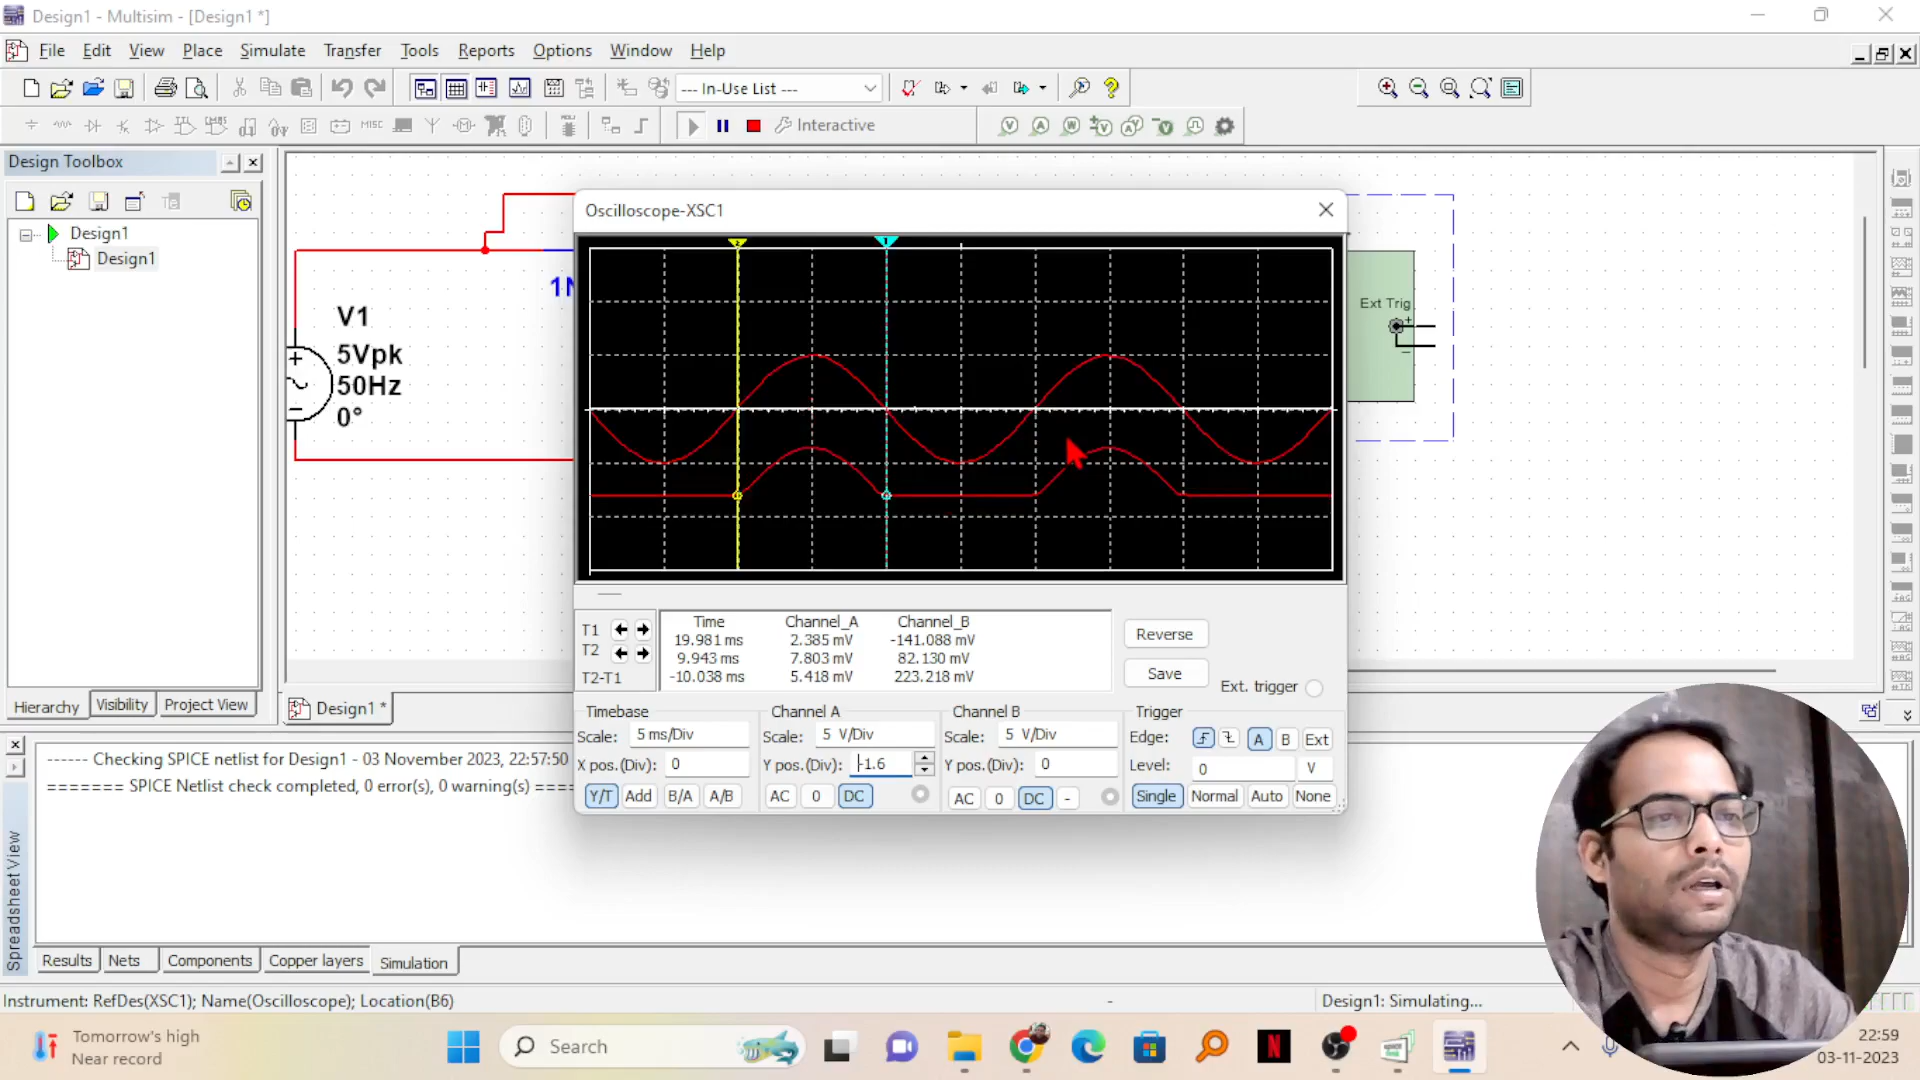 Design1 - Multisim - [Design1 *]
File Edit View Place Simulate Transfer Tools Reports Options Window Help
--- In-Use List ---
MISC Interactive
Design Toolbox
Design1
Design1
Hierarchy Visibility Project View
V1
5Vpk
50Hz
0°
Oscilloscope-XSC1
Ext Trig
+
−
T1
T2
T2-T1
Time Channel_A Channel_B
19.981 ms 2.385 mV -141.088 mV
9.943 ms 7.803 mV 82.130 mV
-10.038 ms 5.418 mV 223.218 mV
Reverse
Save
Ext. trigger
Timebase Channel A Channel B Trigger
Scale: 5 ms/Div Scale: 5 V/Div Scale: 5 V/Div Edge: A B Ext
X pos.(Div): 0 Y pos.(Div): -1.6 Y pos.(Div): 0 Level: 0 V
Y/T Add B/A A/B AC 0 DC AC 0 DC - Single Normal Auto None
Design1 *
------ Checking SPICE netlist for Design1 - 03 November 2023, 22:57:50
======= SPICE Netlist check completed, 0 error(s), 0 warning(s) ====
Spreadsheet View
Results Nets Components Copper layers Simulation
Instrument: RefDes(XSC1); Name(Oscilloscope); Location(B6) - Design1: Simulating...
Tomorrow's high
Near record
Search
22:59
03-11-2023